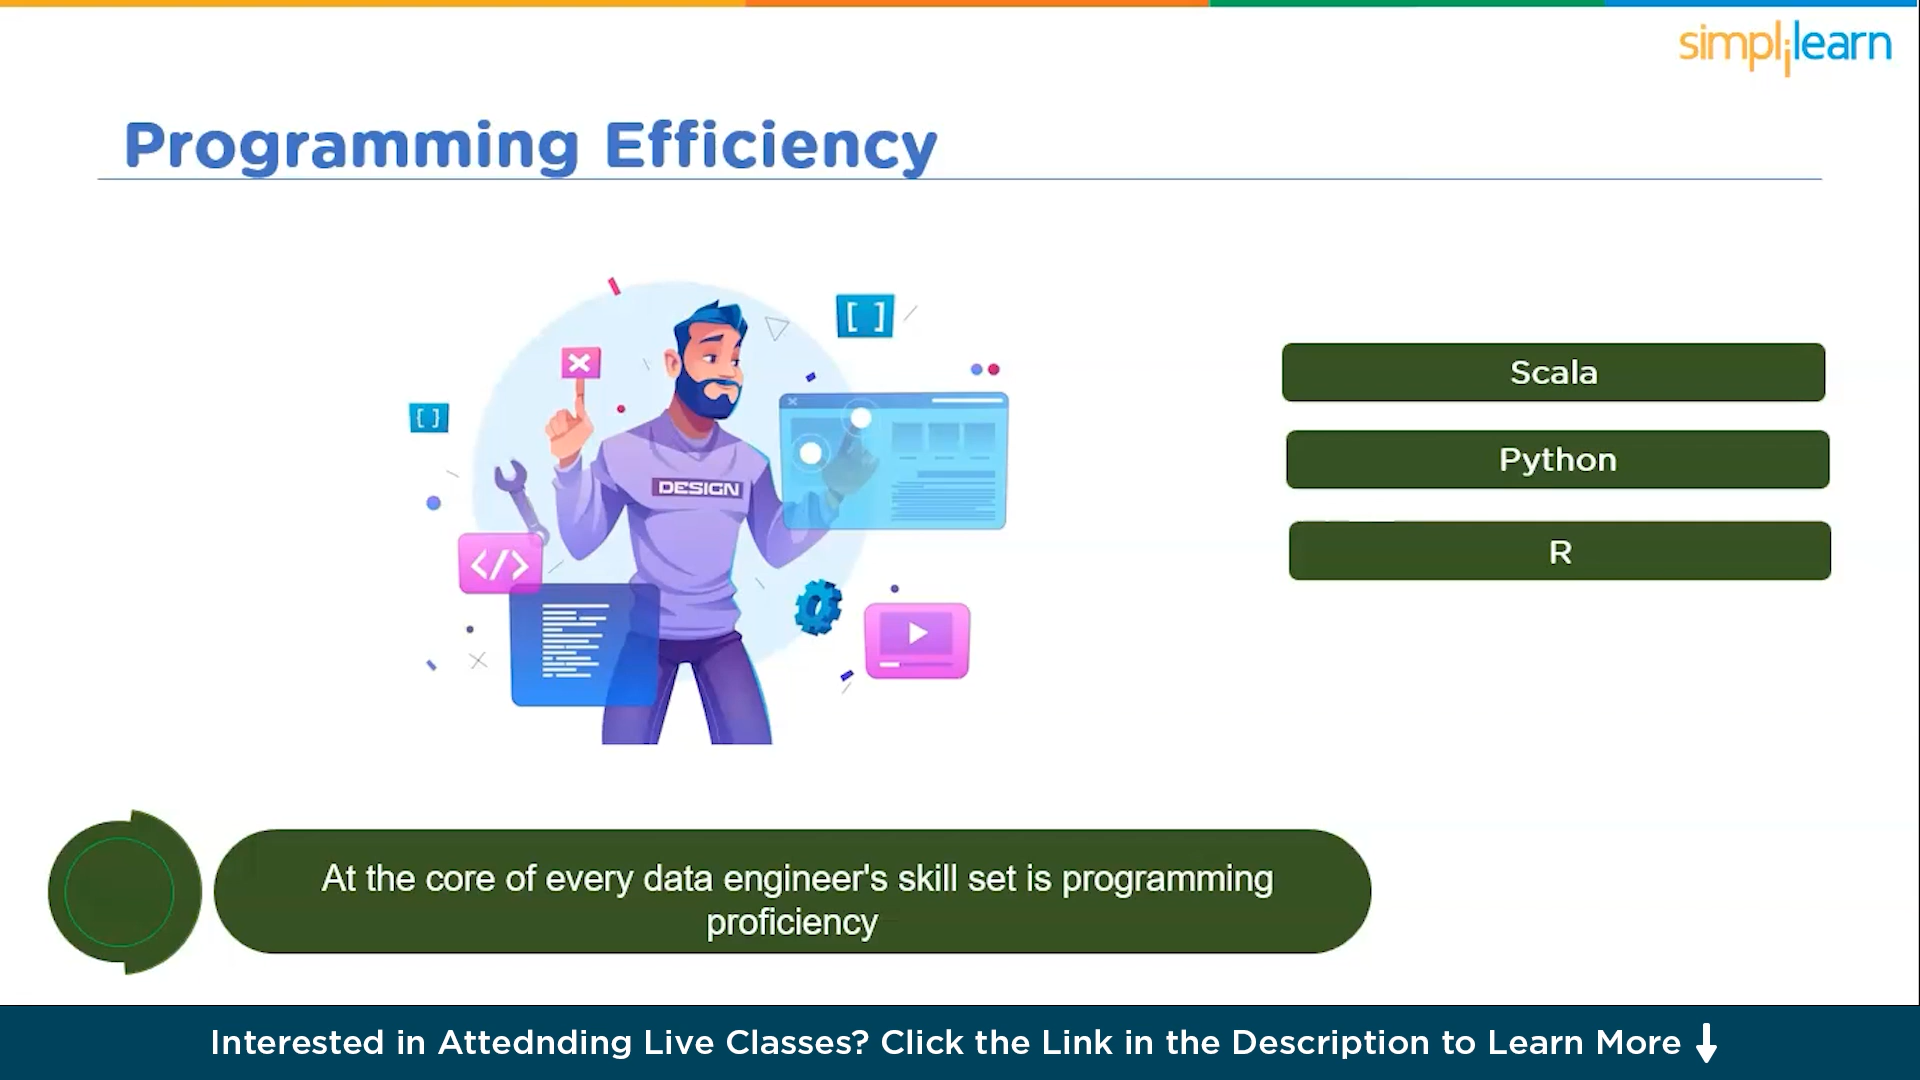 simplilearn
Programming Efficiency
[ ]
{ }
DESIGN
</>
Scala
Python
R
At the core of every data engineer's skill set is programming
proficiency
Interested in Attednding Live Classes? Click the Link in the Description to Learn More